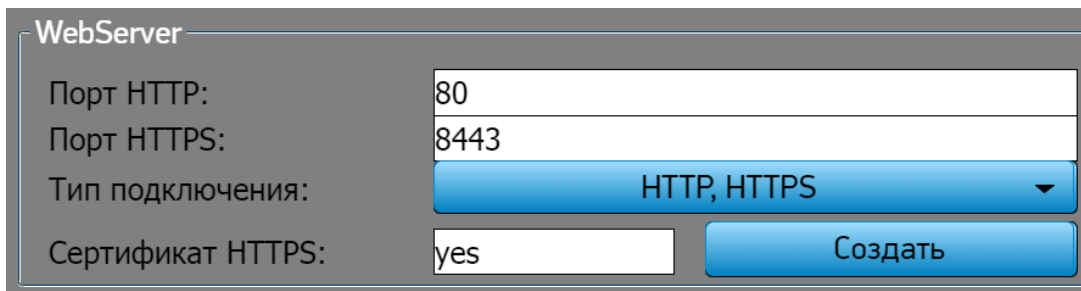 WebServer
Порт HTTP: 80
Порт HTTPS: 8443
Тип подключения: HTTP, HTTPS
Сертификат HTTPS: yes Создать